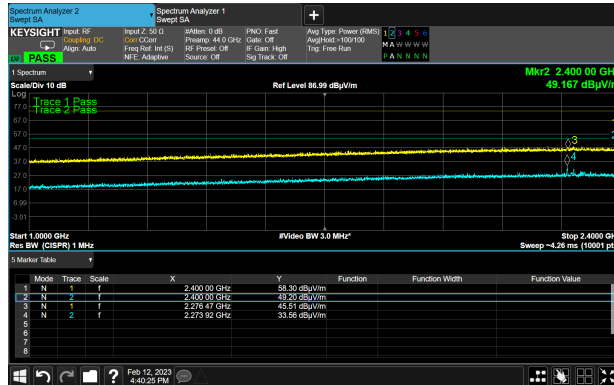 Spectrum Analyzer 2
Swept SA
Spectrum Analyzer 1
Swept SA
+
KEYSIGHT
Input: RF
Coupling: DC
Align: Auto
Input Z: 50 Ω
Corr CCorr
Freq Ref: Int (S)
NFE: Adaptive
#Atten: 0 dB
Preamp: 44.0 GHz
RF Preset: Off
Source: Off
PNO: Fast
Gate: Off
IF Gain: High
Sig Track: Off
Avg Type: Power (RMS)
Avg|Hold:>100/100
Trig: Free Run
1 2 3 4 5 6
M A W W W W
P A N N N N
PASS
1 Spectrum
Mkr2 2.400 00 GHz
Scale/Div 10 dB
Ref Level 86.99 dBµV/m
49.167 dBµV/m
Log
Trace 1 Pass
Trace 2 Pass
77.0
67.0
57.0
47.0
37.0
27.0
17.0
6.99
-3.01
3
4
Start 1.0000 GHz
#Video BW 3.0 MHz*
Stop 2.4000 GHz
Res BW (CISPR) 1 MHz
Sweep ~4.26 ms (10001 pts)
5 Marker Table
Mode Trace Scale X Y Function Function Width Function Value
1 N 1 f 2.400 00 GHz 58.30 dBµV/m
2 N 2 f 2.400 00 GHz 49.20 dBµV/m
3 N 1 f 2.276 47 GHz 45.51 dBµV/m
4 N 2 f 2.273 92 GHz 33.56 dBµV/m
5
6
7
8
?
Feb 12, 2023
4:40:25 PM